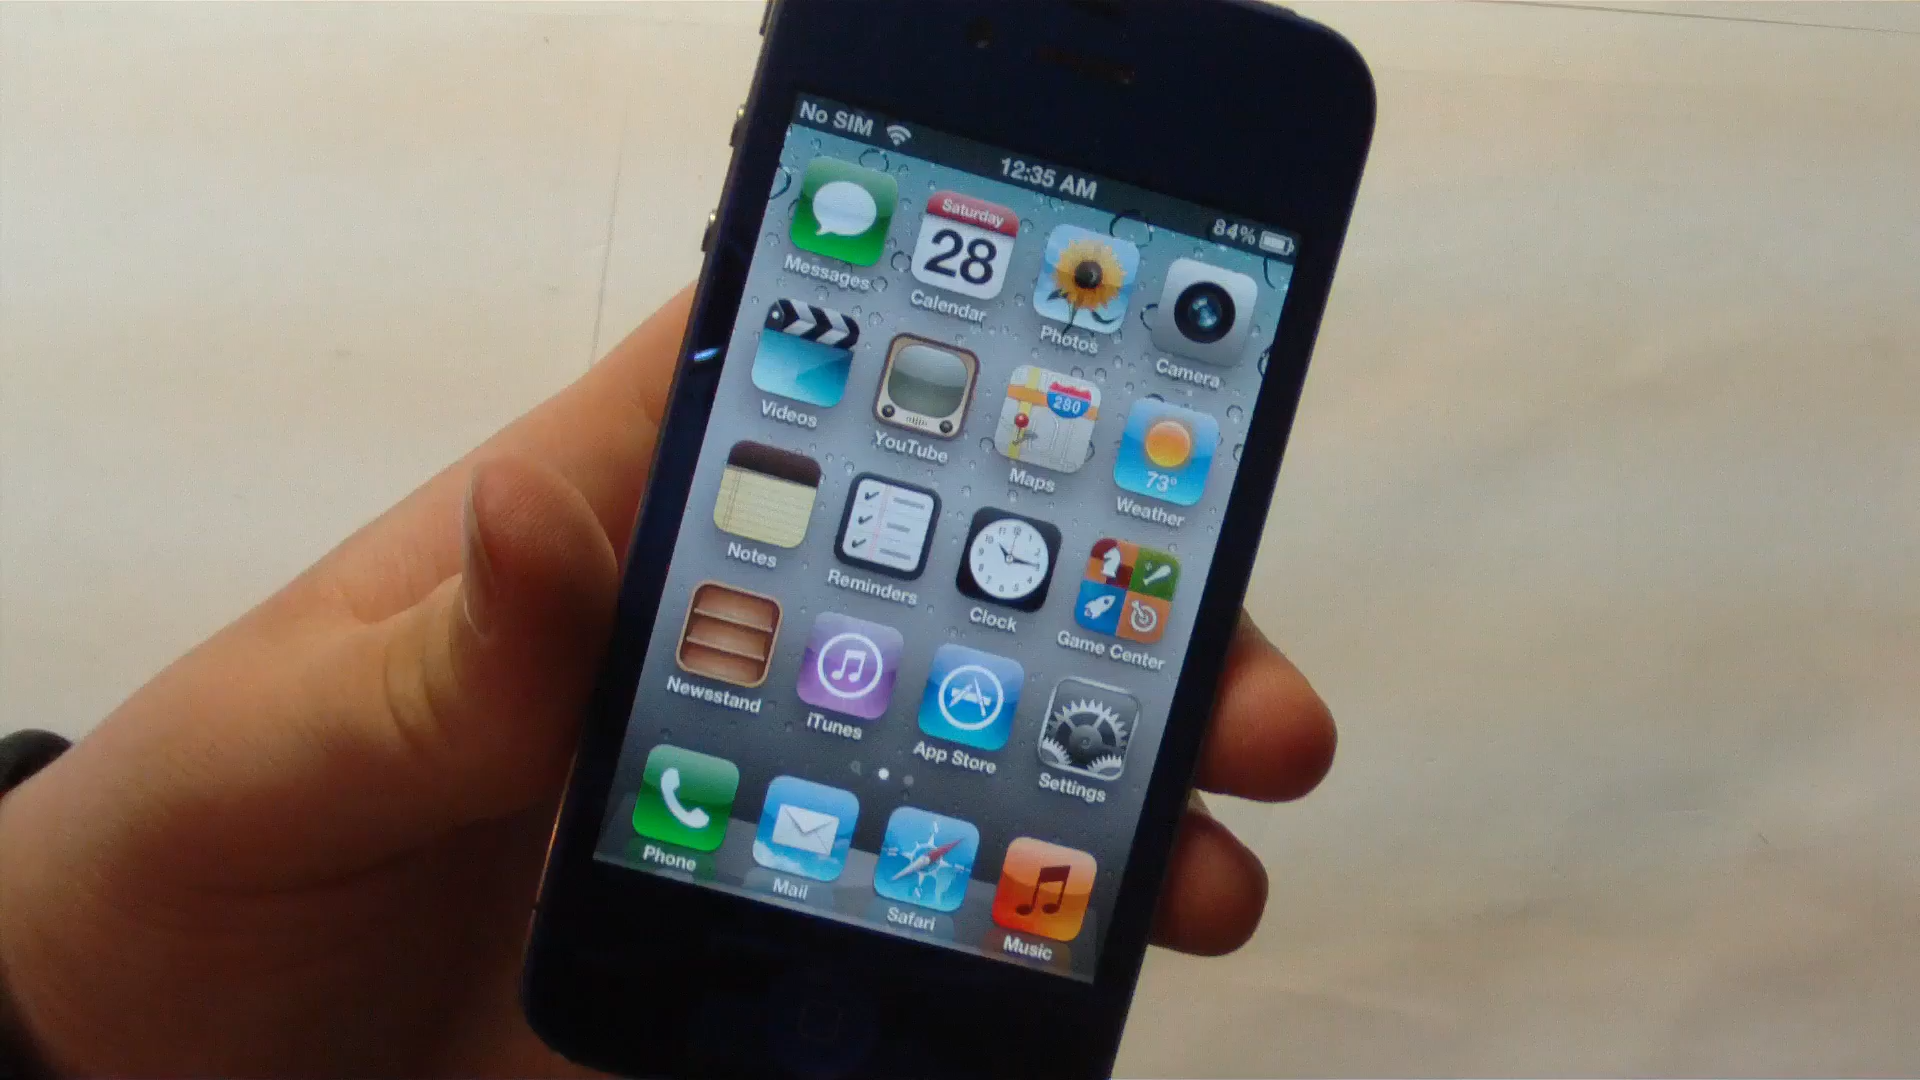 No SIM
12:35 AM
84%
Saturday
28
Messages
Calendar
Photos
Camera
280
73°
Videos
YouTube
Maps
Weather
Notes
Reminders
Clock
Game Center
Newsstand
iTunes
App Store
Settings
Phone
Mail
Safari
Music